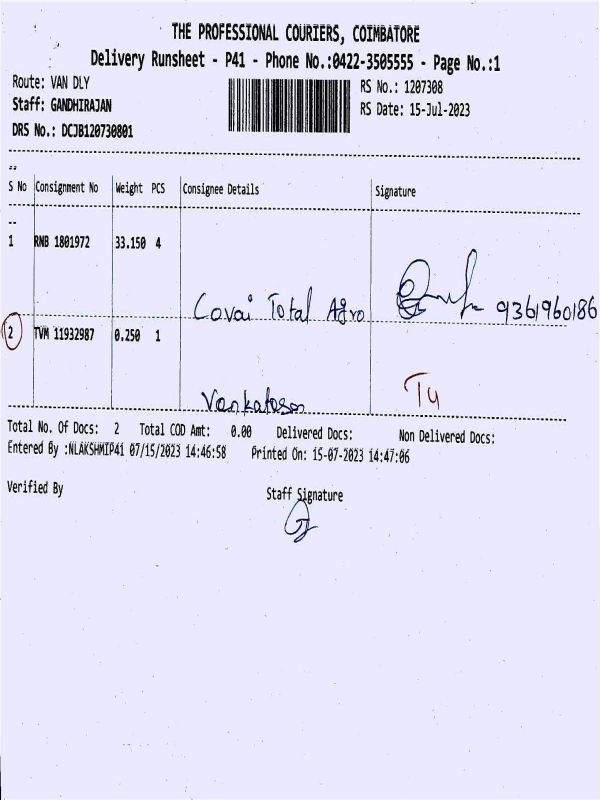 THE PROFESSIONAL COURIERS, COIMBATORE
Delivery Runsheet - P41 - Phone No.:0422-3505555 - Page No.:1
Route: VAN DLY
RS No.: 1207308
Staff: GANDHIRAJAN
RS Date: 15-Jul-2023
DRS No.: DCJB120730801
S No Consignment No Weight PCS Consignee Details Signature
1 RNB 1801972 33.150 4
Covai Total Agro 9361960186
2 TVM 11932987 0.250 1
Vankatasan
Total No. Of Docs: 2 Total COD Amt: 0.00 Delivered Docs: Non Delivered Docs:
Entered By :NLAKSHMIP41 07/15/2023 14:46:58 Printed On: 15-07-2023 14:47:06
Verified By
Staff Signature